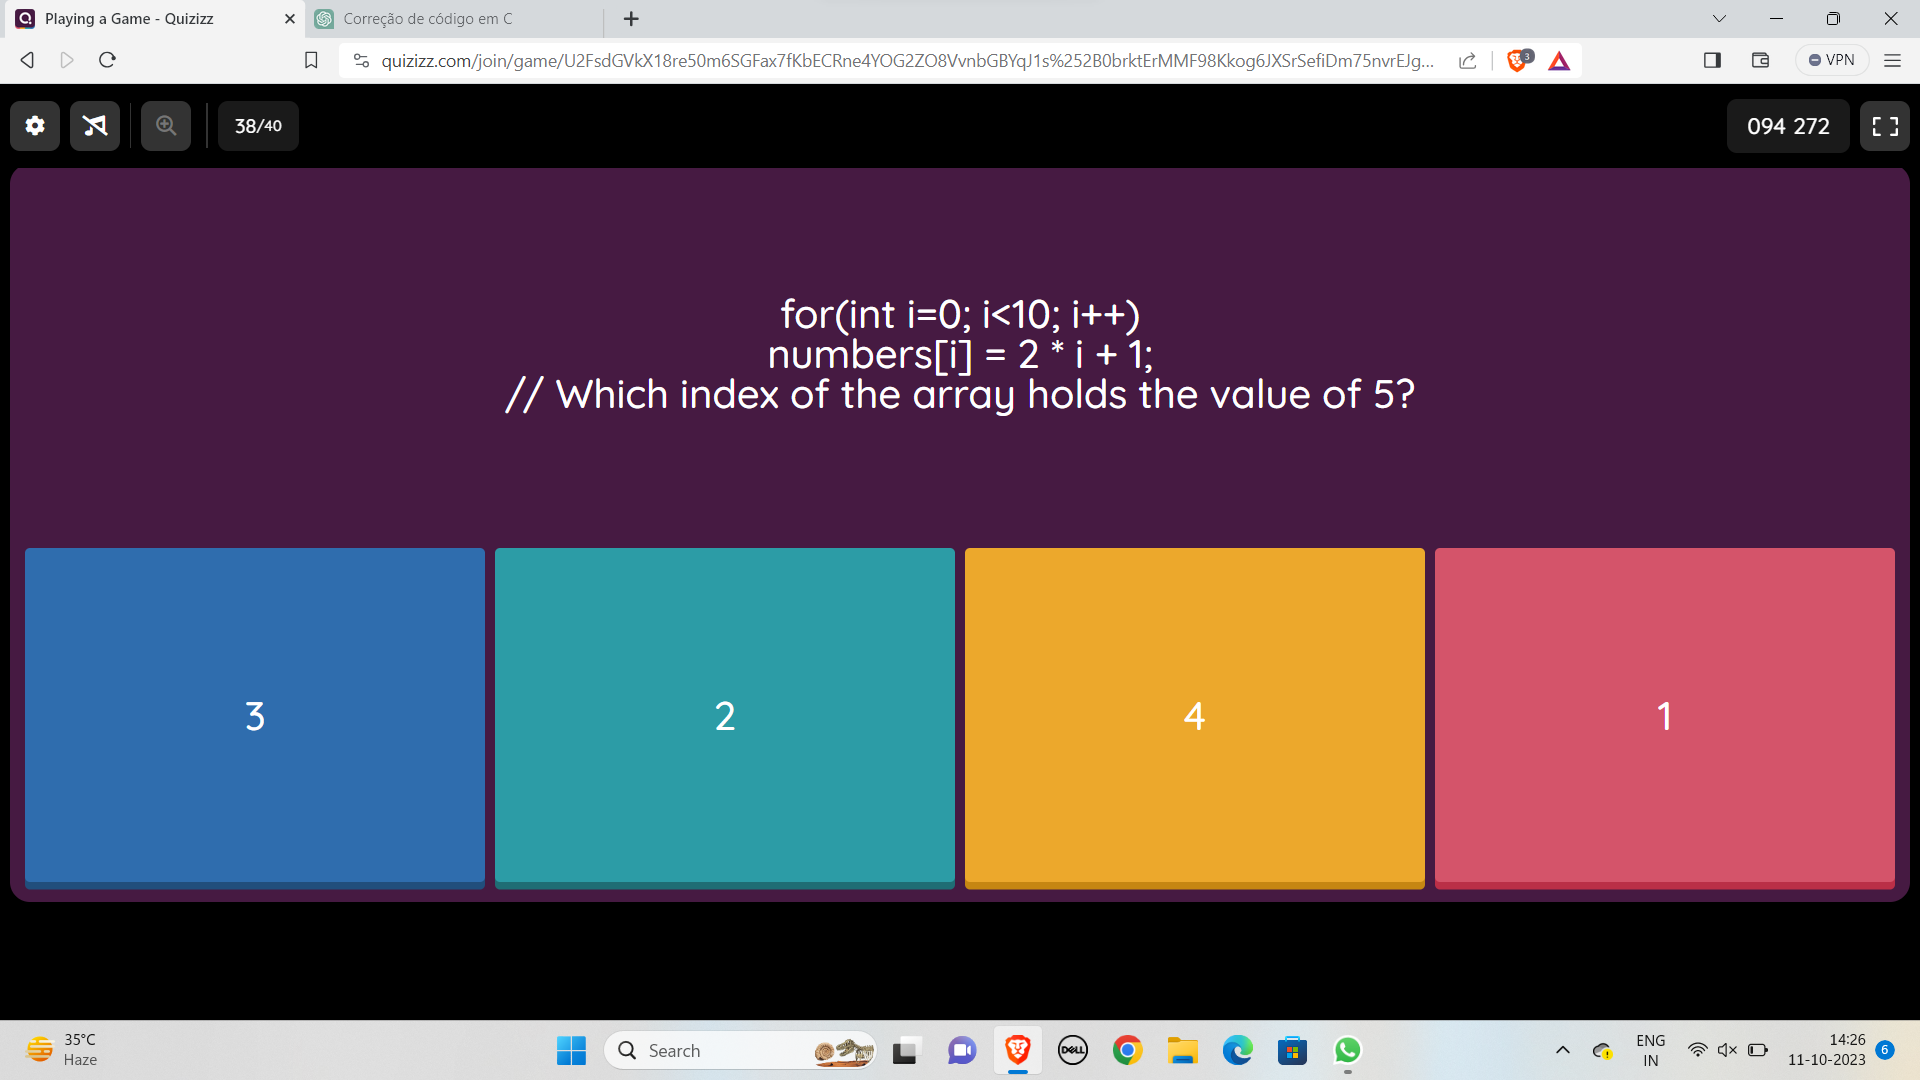 Playing a Game - Quizizz
Correção de código em C
quizizz.com/join/game/U2FsdGVkX18re50m6SGFax7fKbECRne4YOG2ZO8VvnbGBYqJ1s%252B0brktErMMF98Kkog6JXSrSefiDm75nvrEJg...
3
VPN
38/40
094 272
for(int i=0; i<10; i++)
numbers[i] = 2 * i + 1;
// Which index of the array holds the value of 5?
3
2
4
1
35°C
Haze
Search
DELL
ENG
IN
14:26
11-10-2023
6